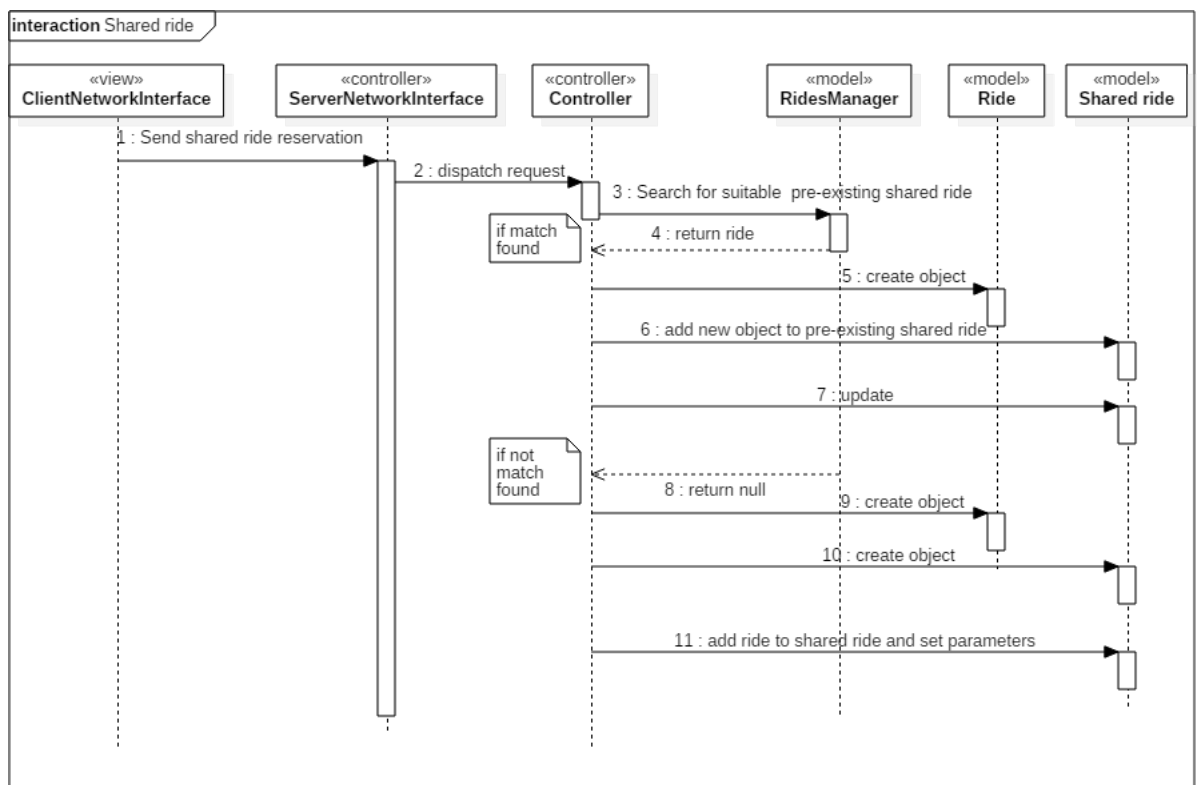 interaction Shared ride
«view»
ClientNetworkInterface
«controller»
ServerNetworkInterface
«controller»
Controller
«model»
RidesManager
«model»
Ride
«model»
Shared ride
1 : Send shared ride reservation
2 : dispatch request
3 : Search for suitable pre-existing shared ride
if match
found
4 : return ride
5 : create object
6 : add new object to pre-existing shared ride
7 : update
if not
match
found
8 : return null
9 : create object
10 : create object
11 : add ride to shared ride and set parameters